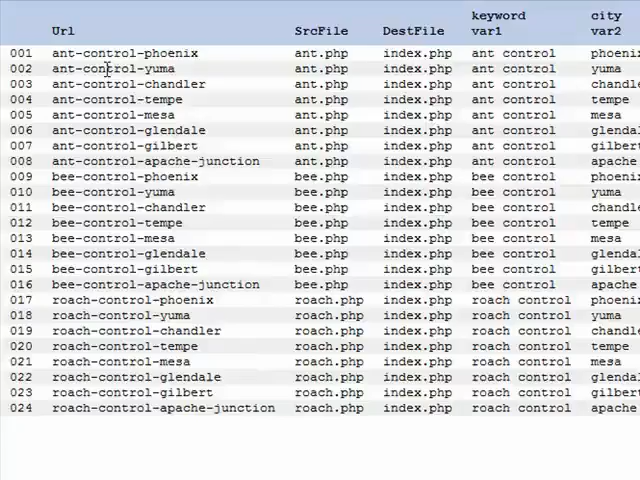 keyword city
Url SrcFile DestFile var1 var2
001 ant-control-phoenix ant.php index.php ant control phoeni
002 ant-control-yuma ant.php index.php ant control yuma
003 ant-control-chandler ant.php index.php ant control chandle
004 ant-control-tempe ant.php index.php ant control tempe
005 ant-control-mesa ant.php index.php ant control mesa
006 ant-control-glendale ant.php index.php ant control glendal
007 ant-control-gilbert ant.php index.php ant control gilbert
008 ant-control-apache-junction ant.php index.php ant control apache
009 bee-control-phoenix bee.php index.php bee control phoeni
010 bee-control-yuma bee.php index.php bee control yuma
011 bee-control-chandler bee.php index.php bee control chandle
012 bee-control-tempe bee.php index.php bee control tempe
013 bee-control-mesa bee.php index.php bee control mesa
014 bee-control-glendale bee.php index.php bee control glendal
015 bee-control-gilbert bee.php index.php bee control gilbert
016 bee-control-apache-junction bee.php index.php bee control apache
017 roach-control-phoenix roach.php index.php roach control phoeni
018 roach-control-yuma roach.php index.php roach control yuma
019 roach-control-chandler roach.php index.php roach control chandle
020 roach-control-tempe roach.php index.php roach control tempe
021 roach-control-mesa roach.php index.php roach control mesa
022 roach-control-glendale roach.php index.php roach control glendal
023 roach-control-gilbert roach.php index.php roach control gilbert
024 roach-control-apache-junction roach.php index.php roach control apache